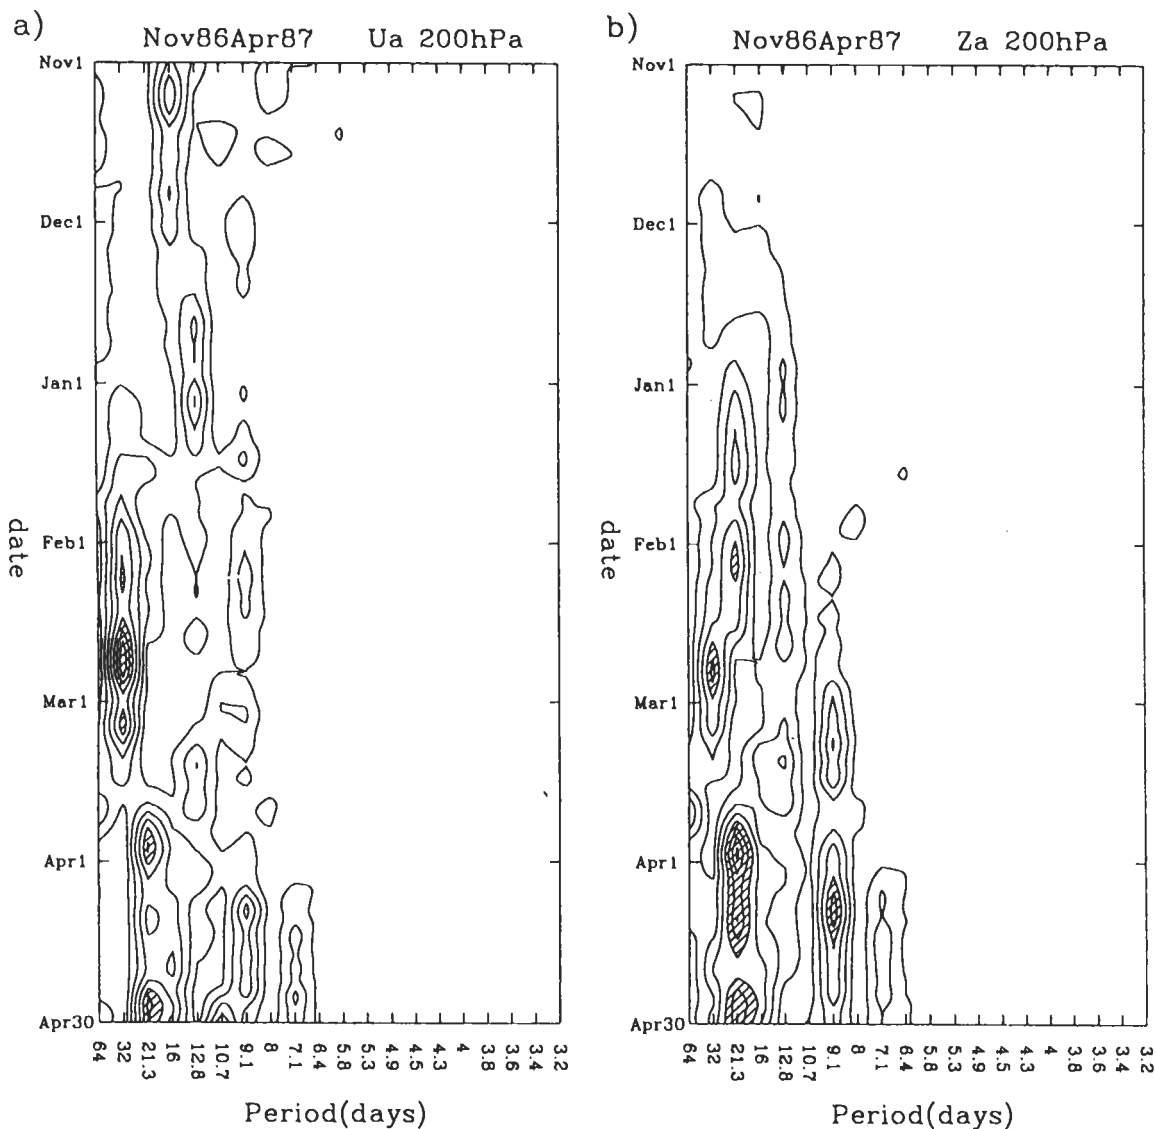 a)
Nov86Apr87 Ua 200hPa
Nov1
Dec1
Jan1
Feb1
Mar1
Apr1
Apr30
date
64 32 21.3 16 12.8 10.7 9.1 8 7.1 6.4 5.8 5.3 4.9 4.6 4.3 4 3.8 3.6 3.4 3.2
Period(days)
b)
Nov86Apr87 Za 200hPa
Nov1
Dec1
Jan1
Feb1
Mar1
Apr1
Apr30
date
64 32 21.3 16 12.8 10.7 9.1 8 7.1 6.4 5.8 5.3 4.9 4.6 4.3 4 3.8 3.6 3.4 3.2
Period(days)